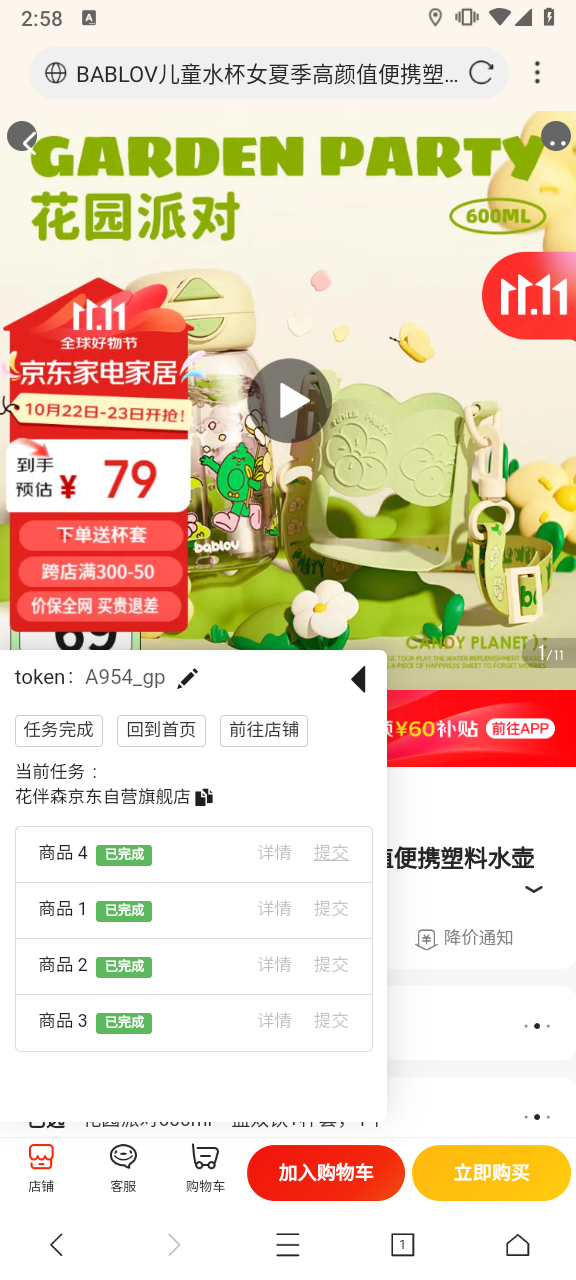 2:58
A
BABLOV儿童水杯女夏季高颜值便携塑...
GARDEN PARTY
花园派对
600ML
11.11
11.11
全球好物节
京东家电家居
10月22日-23日开抢!
到手
预估 ¥ 79
下单送杯套
跨店满300-50
价保全网 买贵退差
bablov
69
CANDY PLANET
1/11
token: A954_gp
¥60补贴 前往APP
任务完成 回到首页 前往店铺
当前任务：
花伴森京东自营旗舰店
商品 4 已完成 详情 提交
商品 1 已完成 详情 提交
商品 2 已完成 详情 提交
商品 3 已完成 详情 提交
值便携塑料水壶
降价通知
店铺 客服 购物车 加入购物车 立即购买
1